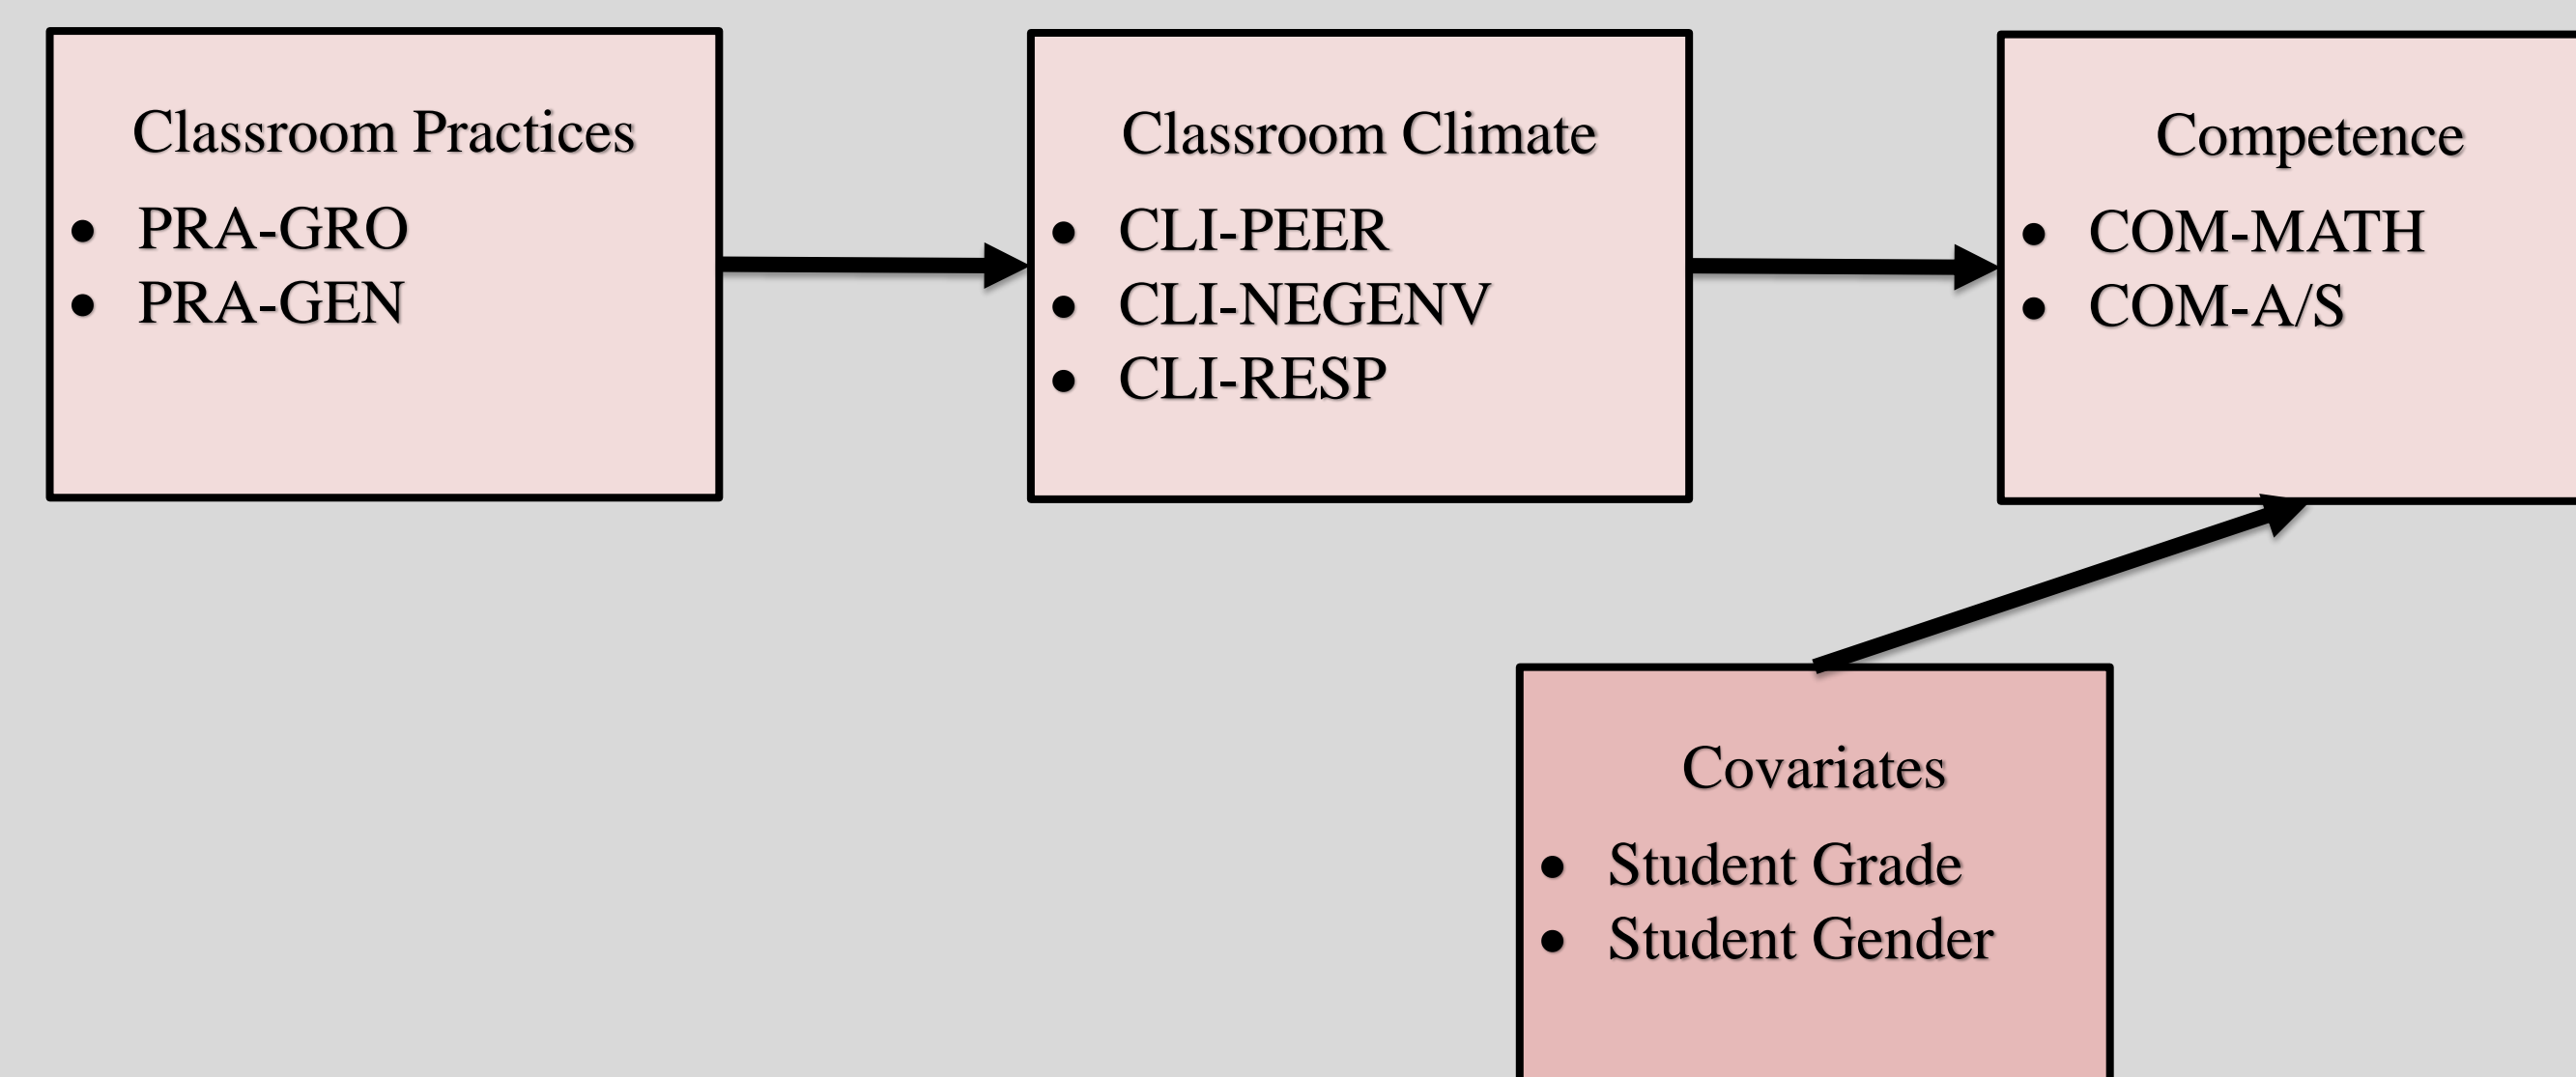 Classroom Practices
• PRA-GRO
• PRA-GEN
Classroom Climate
• CLI-PEER
• CLI-NEGENV
• CLI-RESP
Competence
• COM-MATH
• COM-A/S
Covariates
• Student Grade
• Student Gender